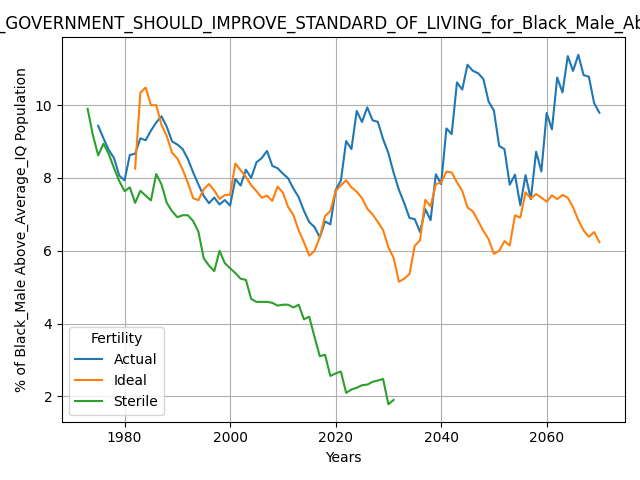 _GOVERNMENT_SHOULD_IMPROVE_STANDARD_OF_LIVING_for_Black_Male_Ab
% of Black_Male Above_Average_IQ Population
10
8
6
4
2
Fertility
Actual
Ideal
Sterile
1980
2000
2020
2040
2060
Years